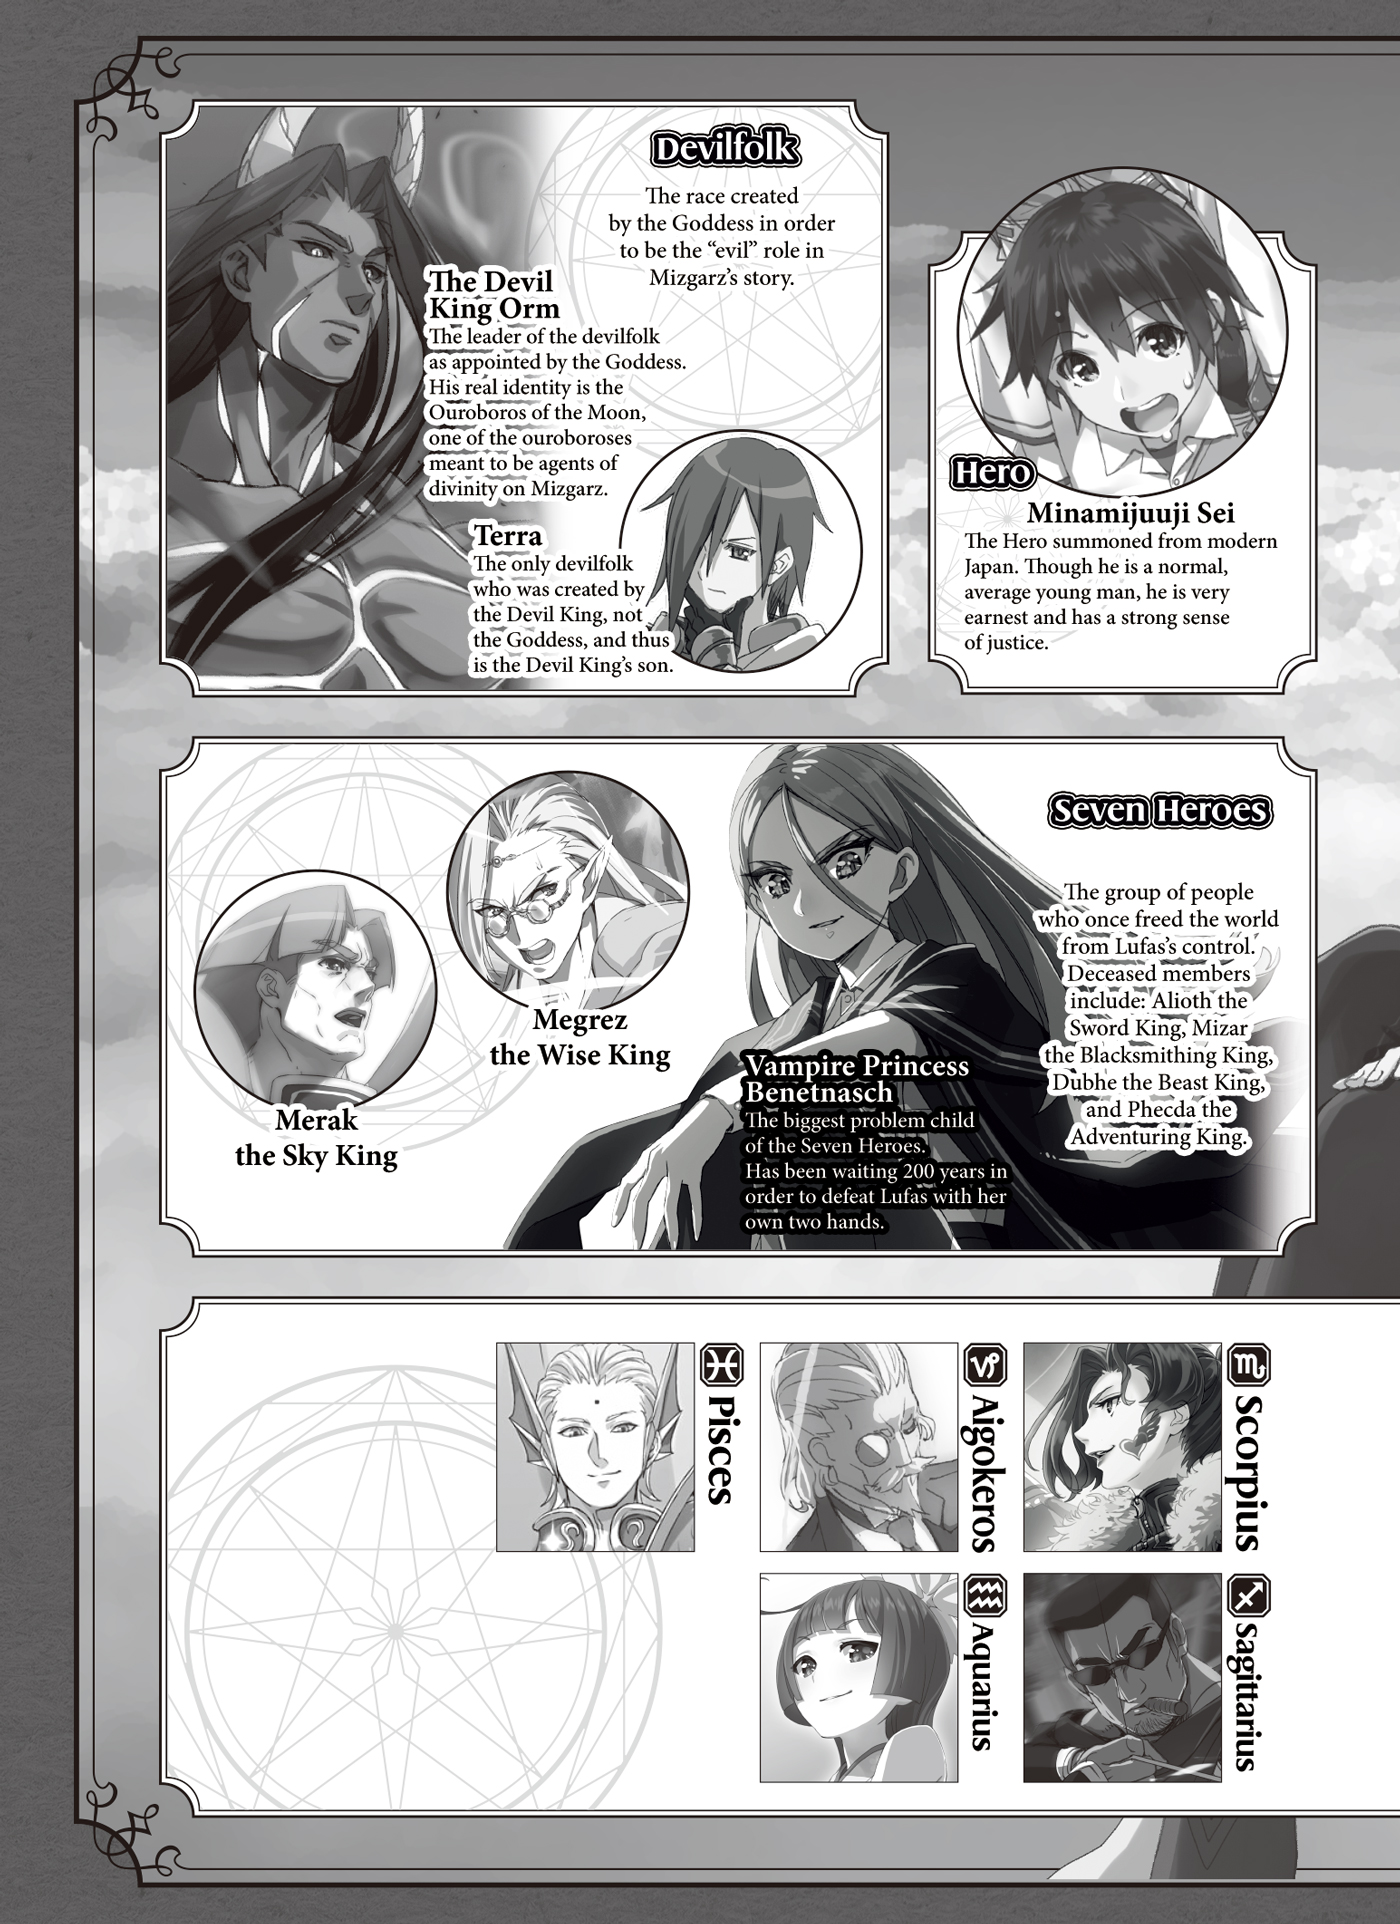 Devilfolk
The race created
by the Goddess in order
to be the “evil” role in
Mizgarz’s story.
The Devil
King Orm
The leader of the devilfolk
as appointed by the Goddess.
His real identity is the
Ouroboros of the Moon,
one of the ouroboroses
meant to be agents of
divinity on Mizgarz.
Terra
The only devilfolk
who was created by
the Devil King, not
the Goddess, and thus
is the Devil King’s son.
Hero
Minamijuuji Sei
The Hero summoned from modern
Japan. Though he is a normal,
average young man, he is very
earnest and has a strong sense
of justice.
Seven Heroes
The group of people
who once freed the world
from Lufas’s control.
Deceased members
include: Alioth the
Sword King, Mizar
the Blacksmithing King,
Dubhe the Beast King,
and Phecda the
Adventuring King.
Merak
the Sky King
Megrez
the Wise King
Vampire Princess
Benetnasch
The biggest problem child
of the Seven Heroes.
Has been waiting 200 years in
order to defeat Lufas with her
own two hands.
Pisces
Aigokeros
Scorpius
Aquarius
Sagittarius